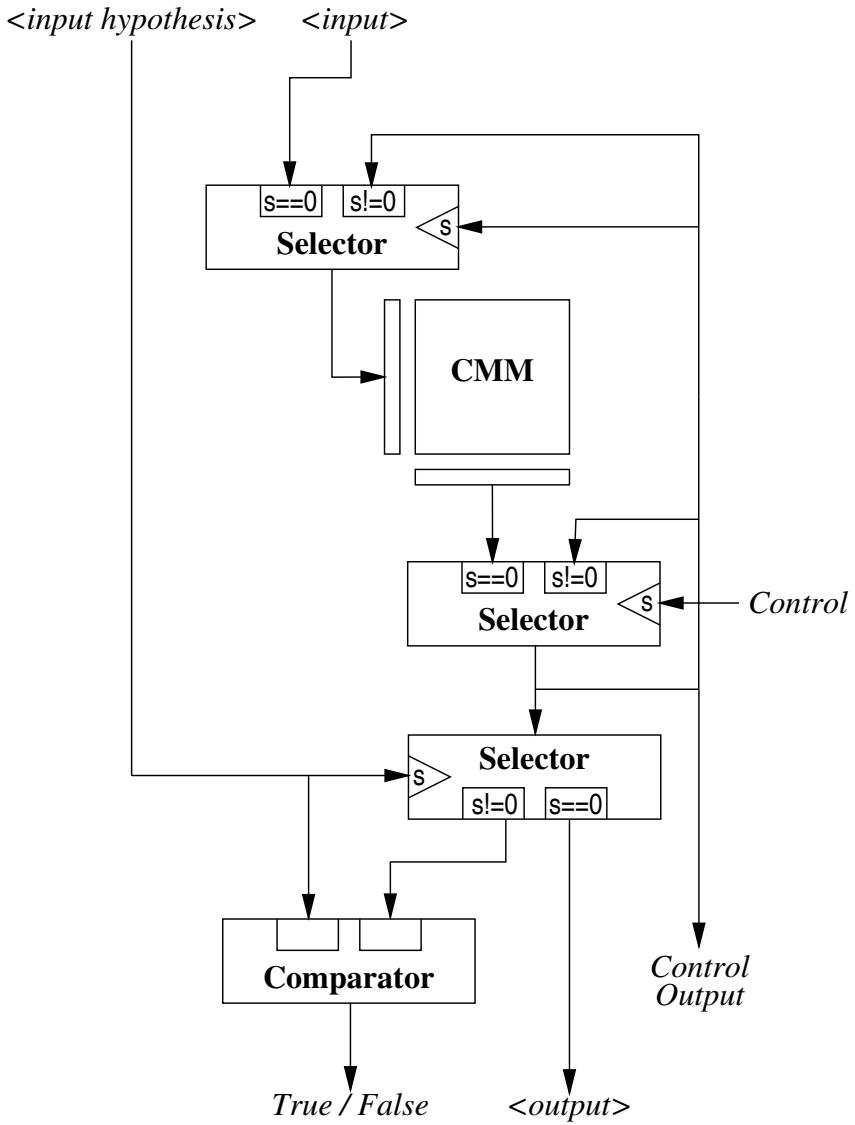 <input hypothesis>
<input>
s==0
s!=0
s
Selector
CMM
s==0
s!=0
s
Selector
Control
Selector
s
s!=0
s==0
Comparator
Control
Output
True / False
<output>